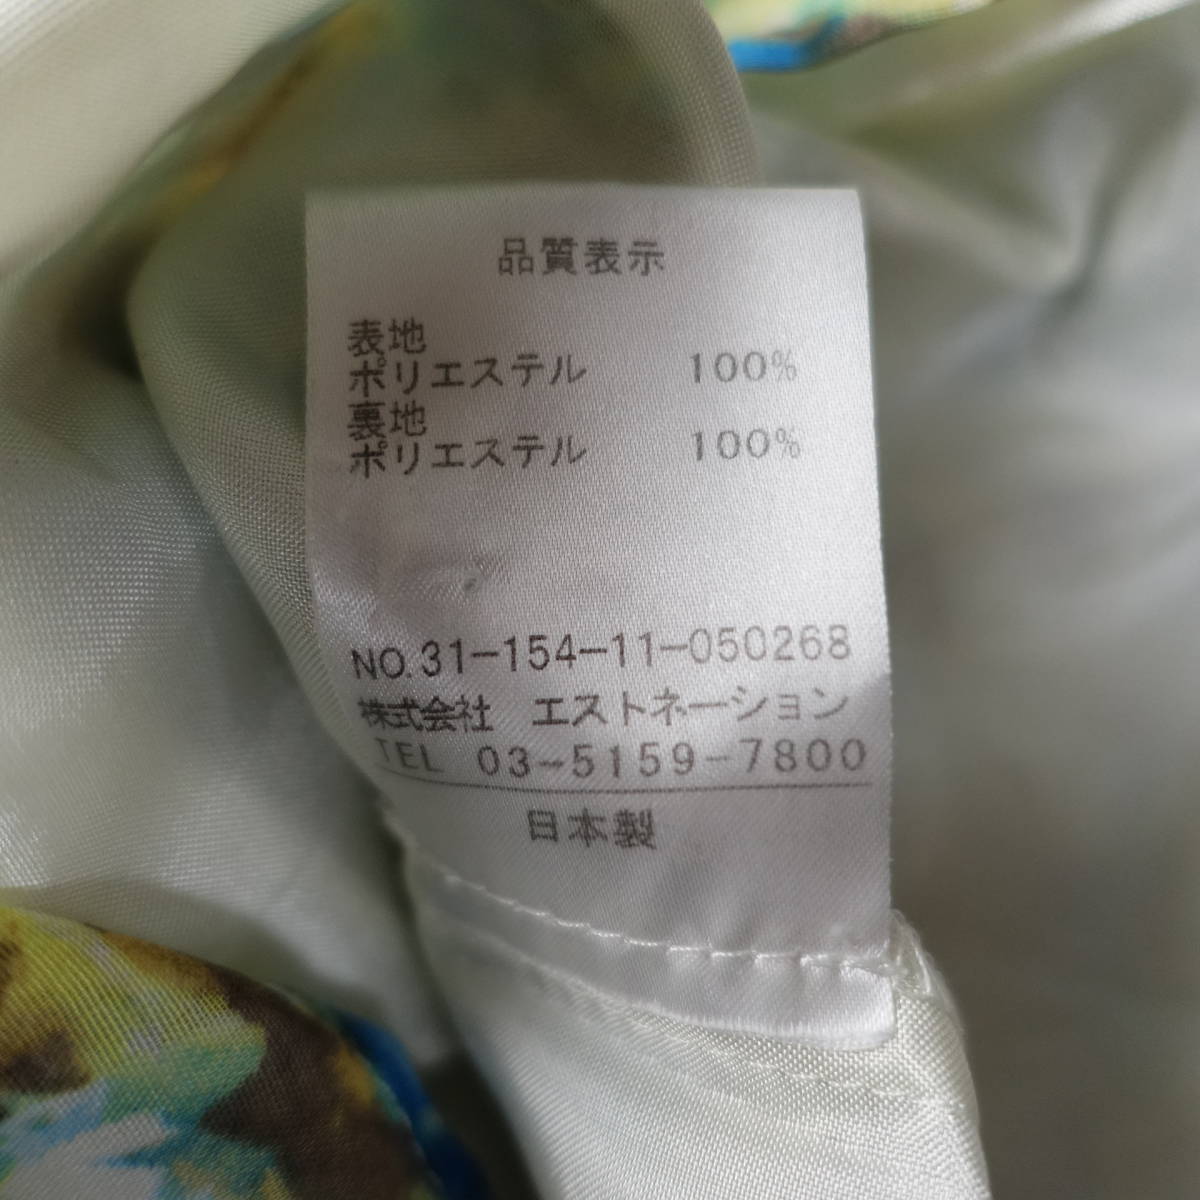 品質表示
表地
ポリエステル 100%
裏地
ポリエステル 100%
NO.31-154-11-050268
株式会社 エストネーション
TEL 03-5159-7800
日本製